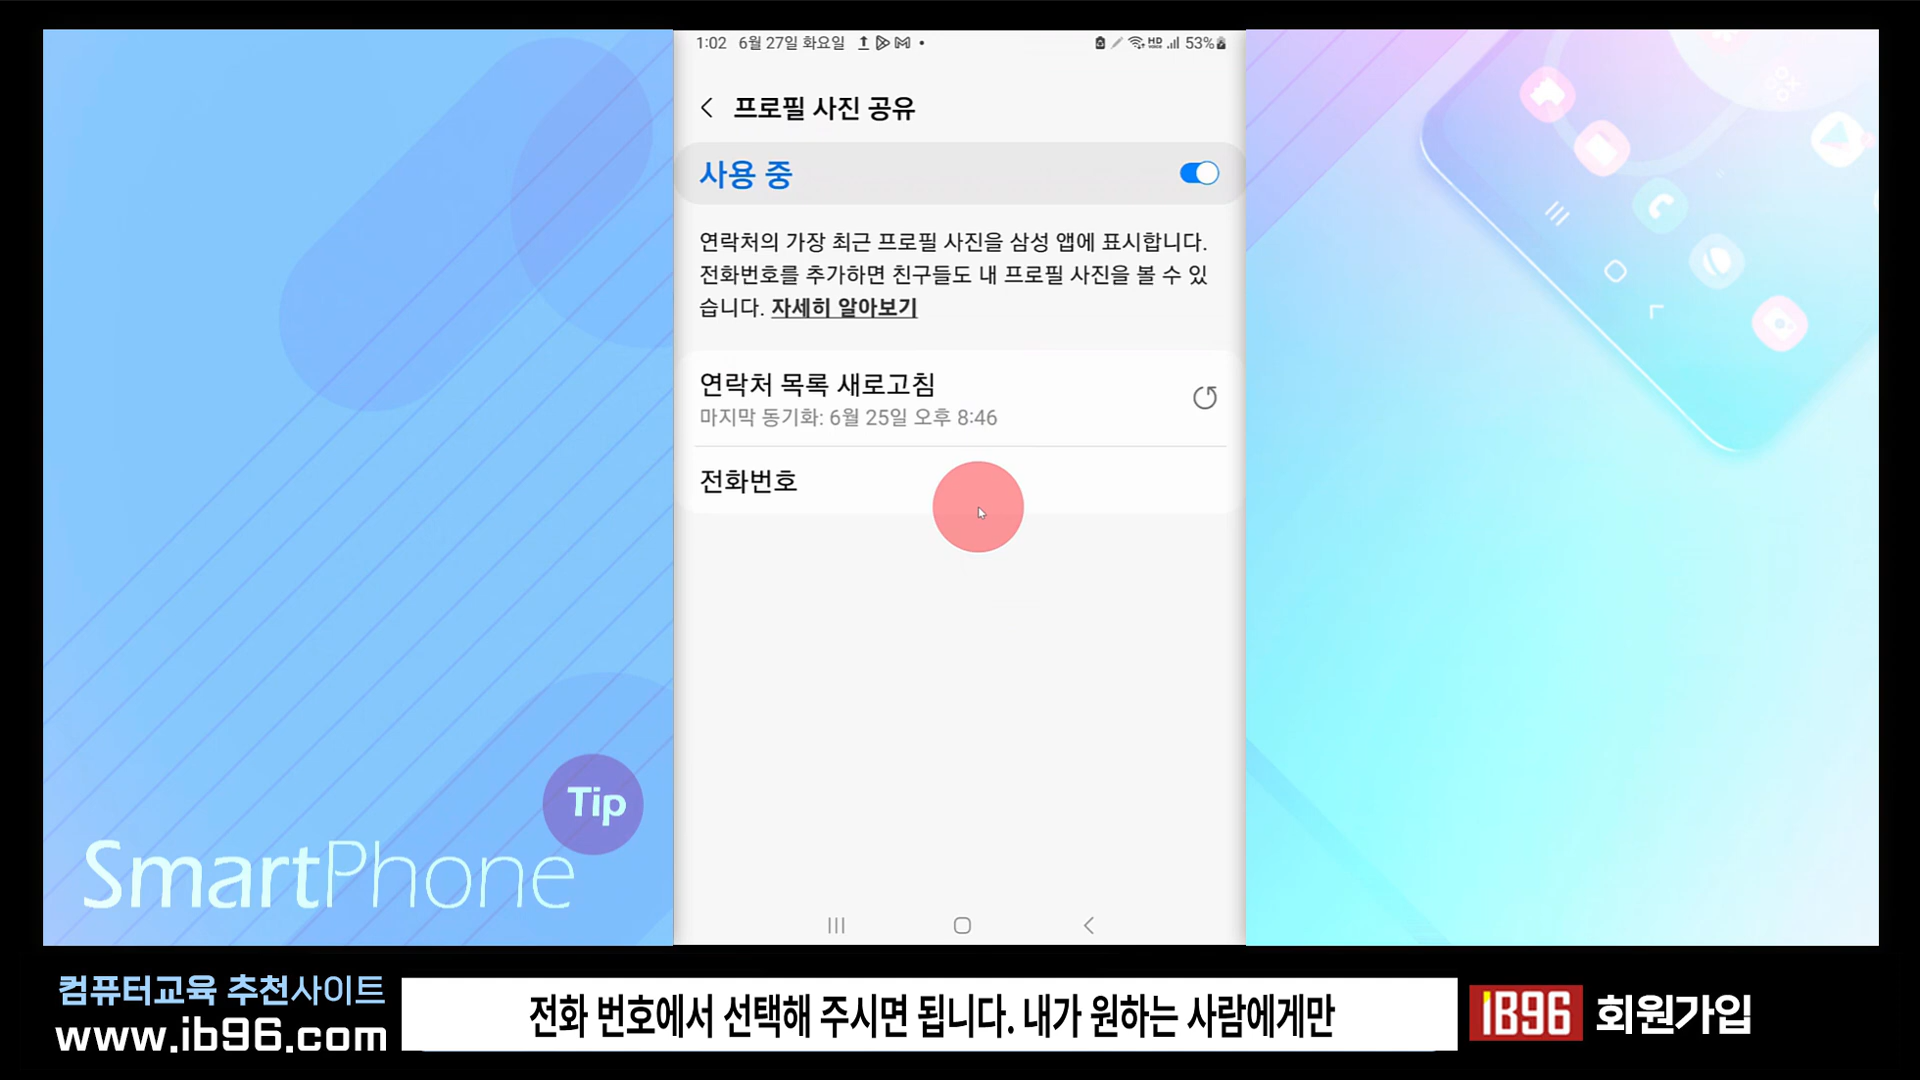 1:02 6월 27일 화요일
53%
프로필 사진 공유
사용 중
연락처의 가장 최근 프로필 사진을 삼성 앱에 표시합니다.
전화번호를 추가하면 친구들도 내 프로필 사진을 볼 수 있
습니다. 자세히 알아보기
연락처 목록 새로고침
마지막 동기화: 6월 25일 오후 8:46
전화번호
Tip
SmartPhone
컴퓨터교육 추천사이트
www.ib96.com
전화 번호에서 선택해 주시면 됩니다. 내가 원하는 사람에게만
IB96 회원가입